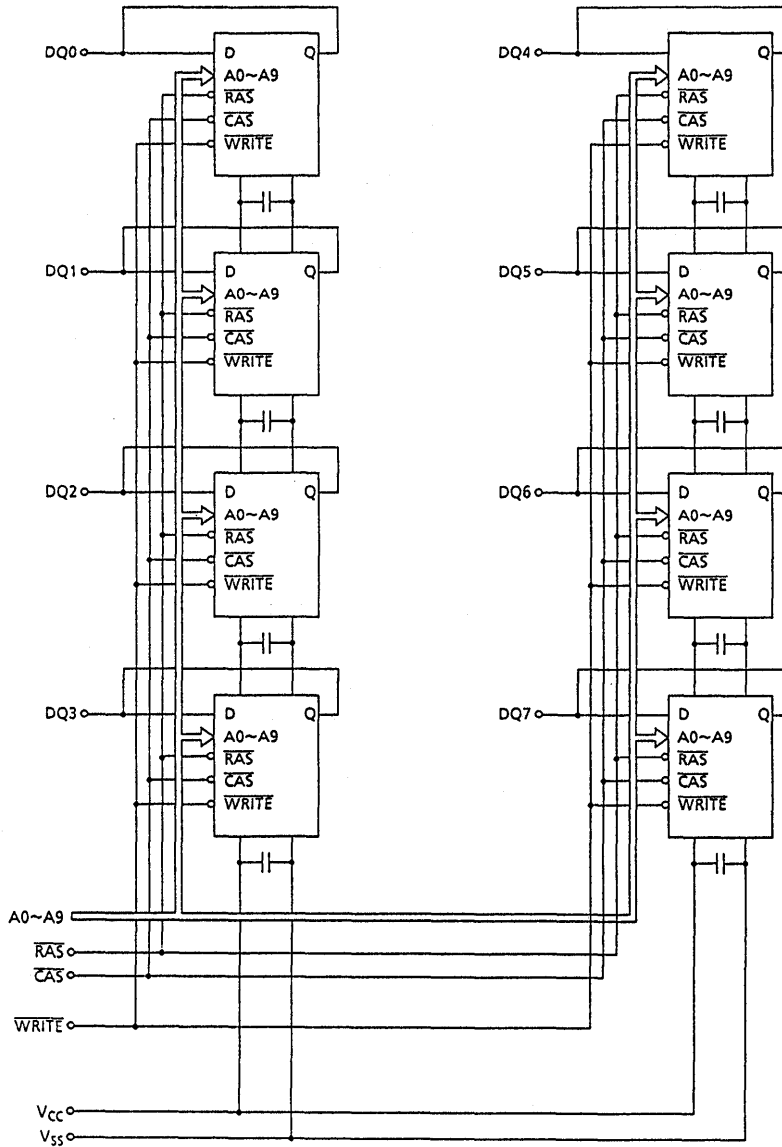 DQ0
D Q
A0~A9
RAS
CAS
WRITE
DQ1
D Q
A0~A9
RAS
CAS
WRITE
DQ2
D Q
A0~A9
RAS
CAS
WRITE
DQ3
D Q
A0~A9
RAS
CAS
WRITE
DQ4
D Q
A0~A9
RAS
CAS
WRITE
DQ5
D Q
A0~A9
RAS
CAS
WRITE
DQ6
D Q
A0~A9
RAS
CAS
WRITE
DQ7
D Q
A0~A9
RAS
CAS
WRITE
A0~A9
RAS
CAS
WRITE
VCC
VSS